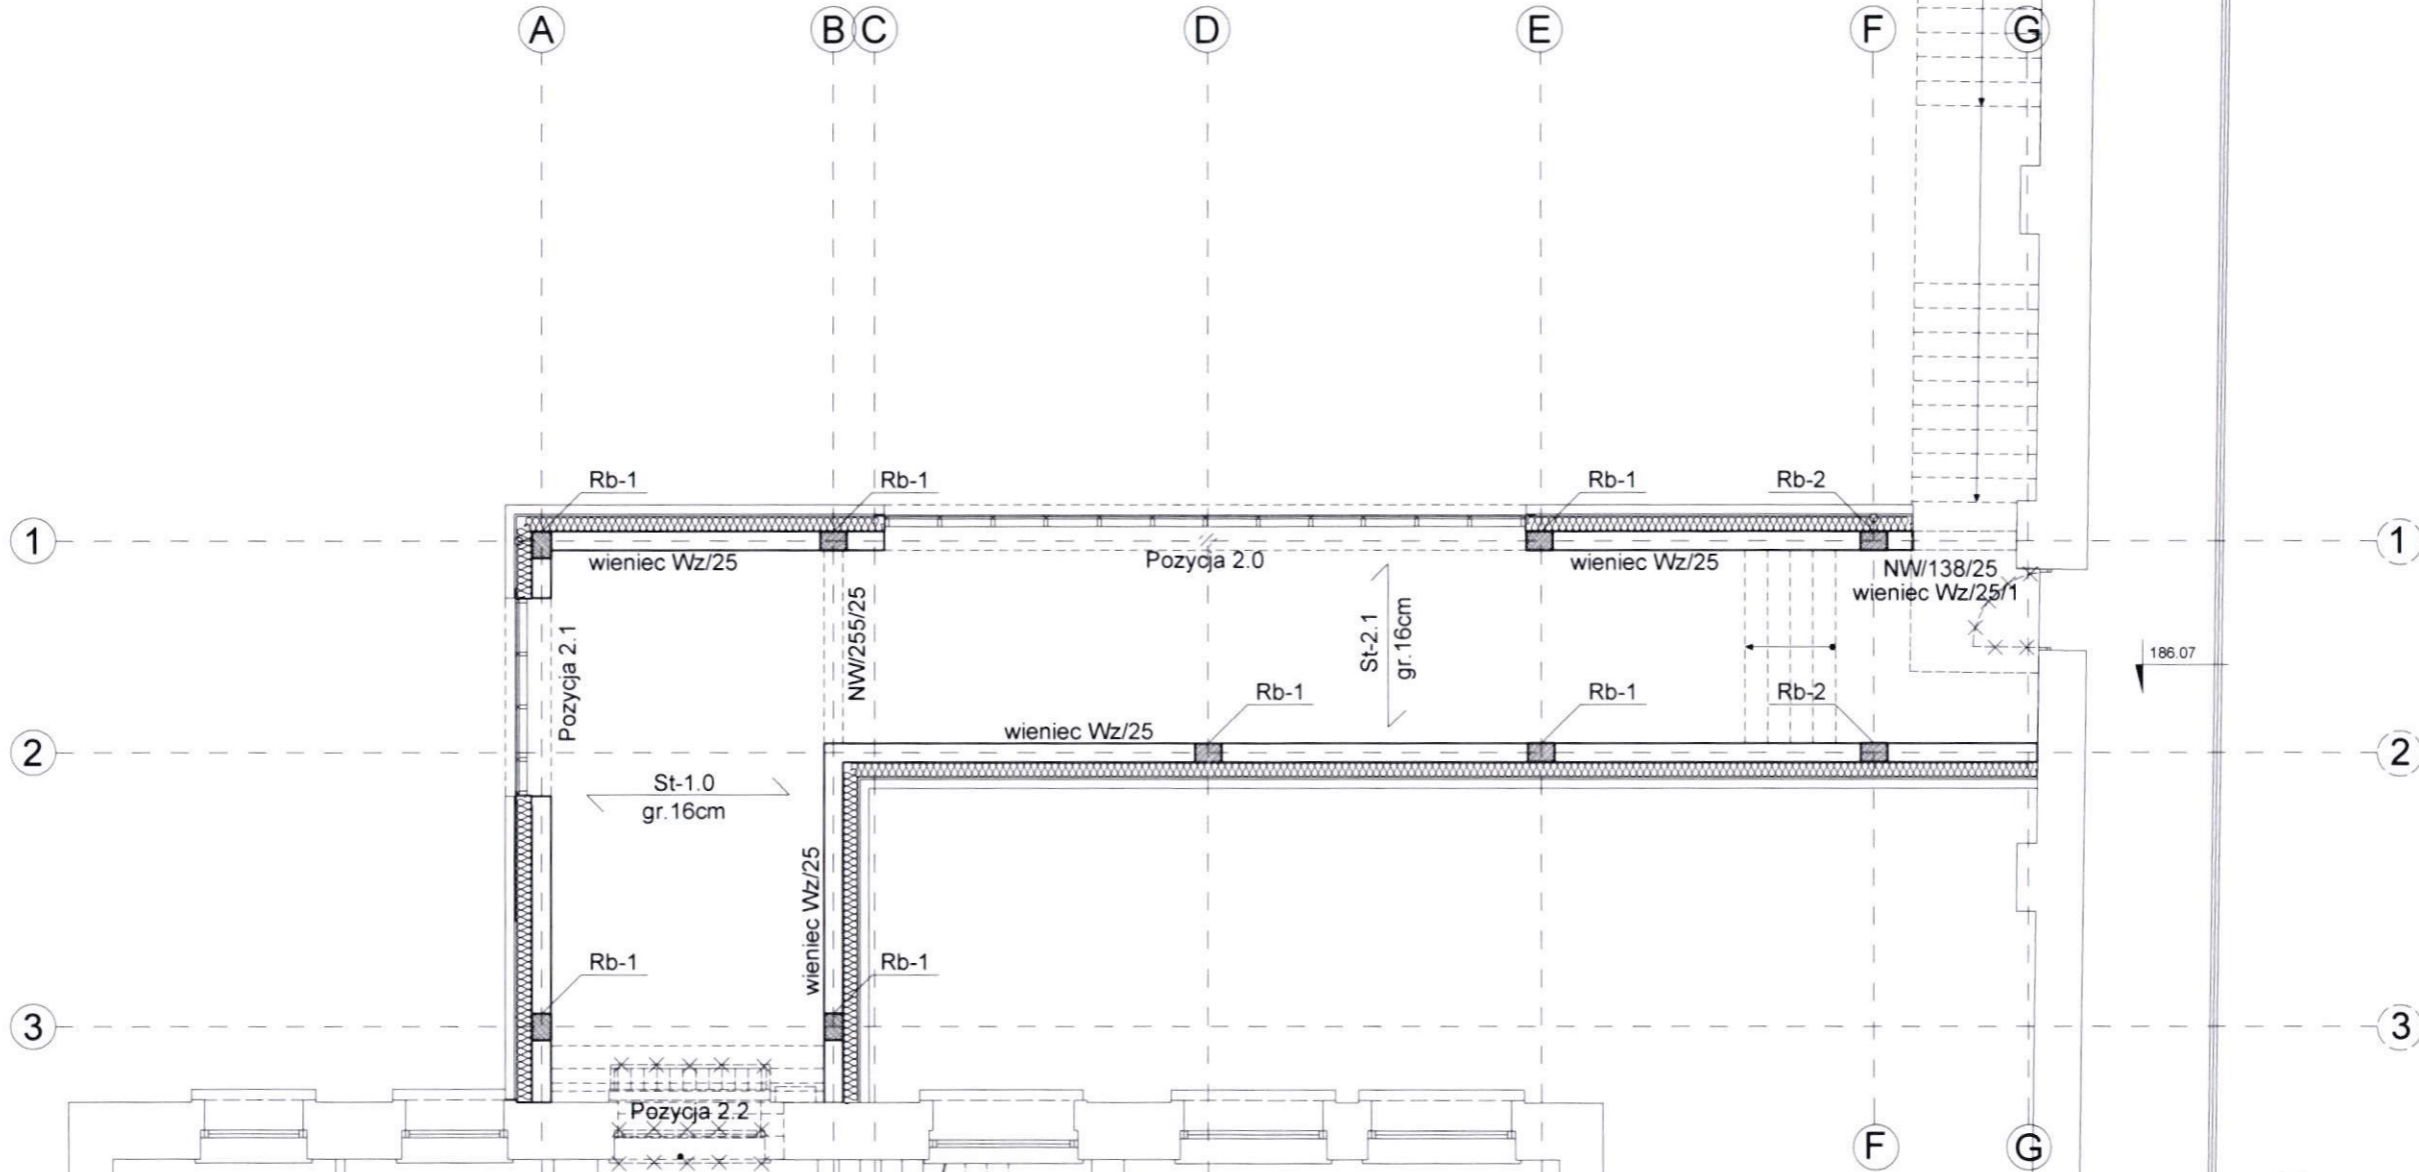 A
B
C
D
E
F
G
Rb-1
Rb-1
Rb-1
Rb-2
1
1
wieniec Wz/25
Pozycja 2.0
wieniec Wz/25
NW/138/25
wieniec Wz/25/1
Pozycja 2.1
NW/255/25
St-2.1
gr.16cm
186.07
Rb-1
Rb-1
Rb-2
wieniec Wz/25
2
2
St-1.0
gr.16cm
wieniec Wz/25
Rb-1
Rb-1
3
3
Pozycja 2.2
F
G